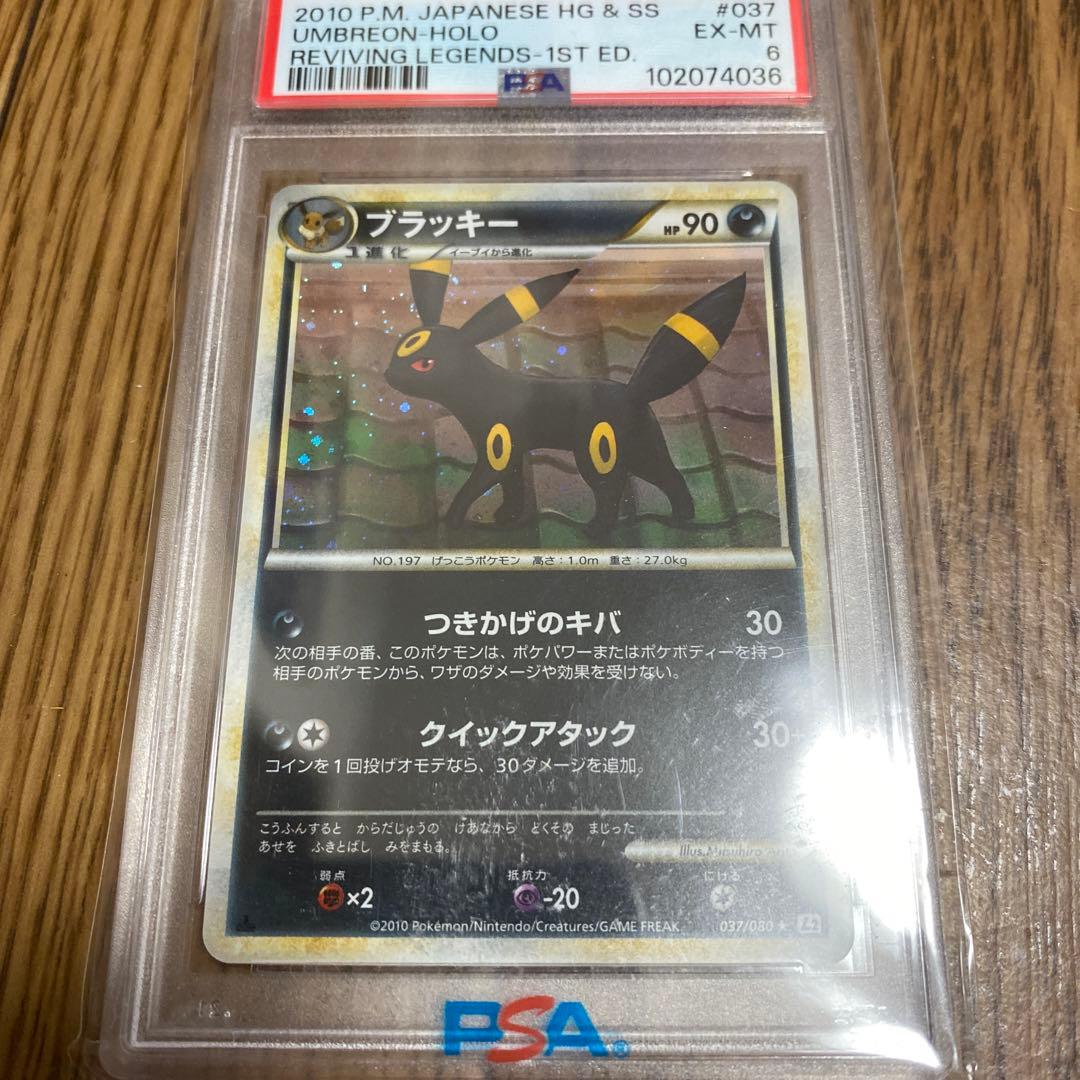 2010 P.M. JAPANESE HG & SS #037
UMBREON-HOLO EX-MT
REVIVING LEGENDS-1ST ED. 6
PSA 102074036
ブラッキー HP 90
1進化 イーブイから進化
NO.197 げっこうポケモン 高さ:1.0m 重さ:27.0kg
つきかげのキバ 30
次の相手の番、このポケモンは、ポケパワーまたはポケボディーを持つ
相手のポケモンから、ワザのダメージや効果を受けない。
クイックアタック 30+
コインを1回投げオモテなら、30ダメージを追加。
こうふんすると からだじゅうの けあなから どくその まじった
あせを ふきとばし みをまもる。
Illus.
弱点 抵抗力 にげる
×2 -20
©2010 Pokémon/Nintendo/Creatures/GAME FREAK. 037/080 ★ L2
PSA